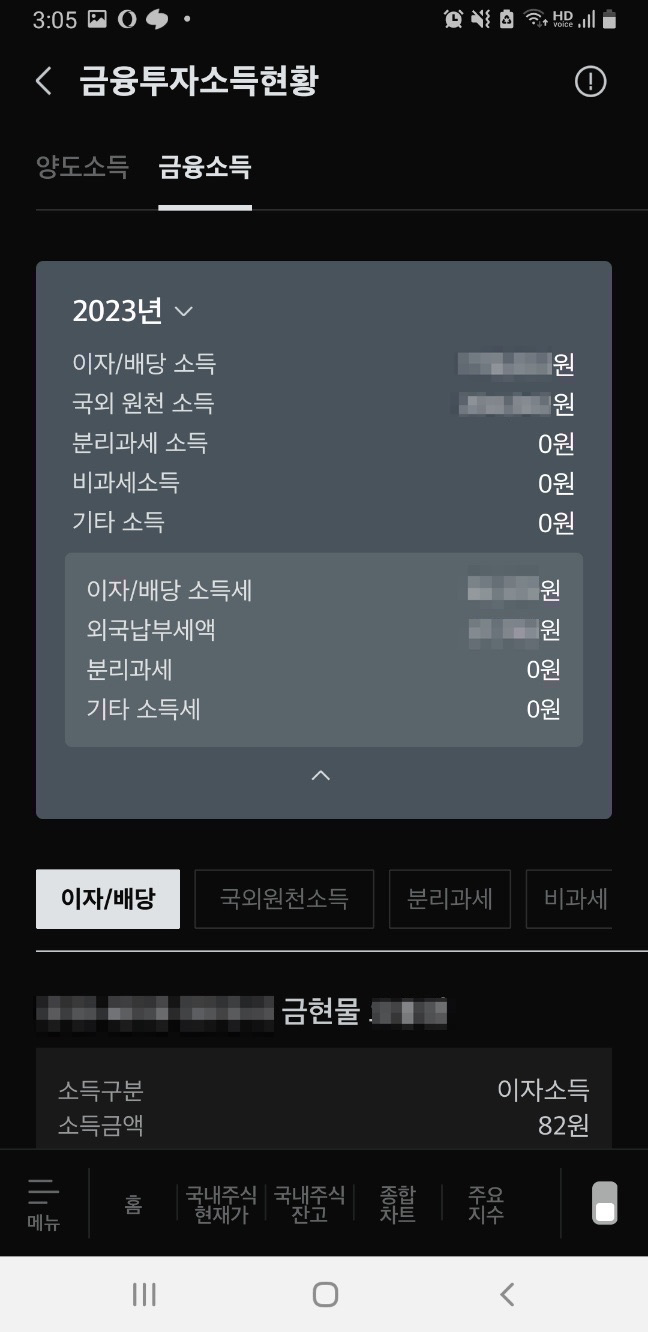 3:05 HD voice
금융투자소득현황
양도소득 금융소득
2023년
이자/배당 소득 원
국외 원천 소득 원
분리과세 소득 0원
비과세소득 0원
기타 소득 0원
이자/배당 소득세 원
외국납부세액 원
분리과세 0원
기타 소득세 0원
이자/배당 국외원천소득 분리과세 비과세
금현물
소득구분 이자소득
소득금액 82원
메뉴 홈 국내주식 현재가 국내주식 잔고 종합 차트 주요 지수